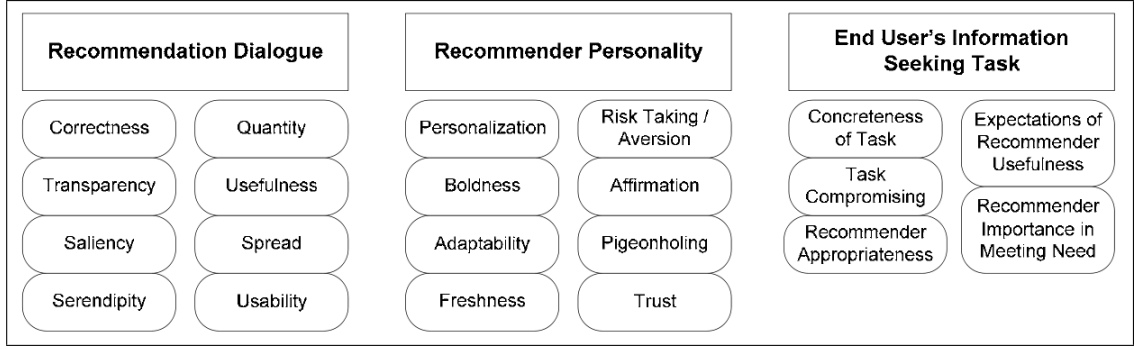 Recommendation Dialogue
Correctness
Quantity
Transparency
Usefulness
Saliency
Spread
Serendipity
Usability
Recommender Personality
Personalization
Risk Taking /
Aversion
Boldness
Affirmation
Adaptability
Pigeonholing
Freshness
Trust
End User's Information
Seeking Task
Concreteness
of Task
Expectations of
Recommender
Usefulness
Task
Compromising
Recommender
Appropriateness
Recommender
Importance in
Meeting Need